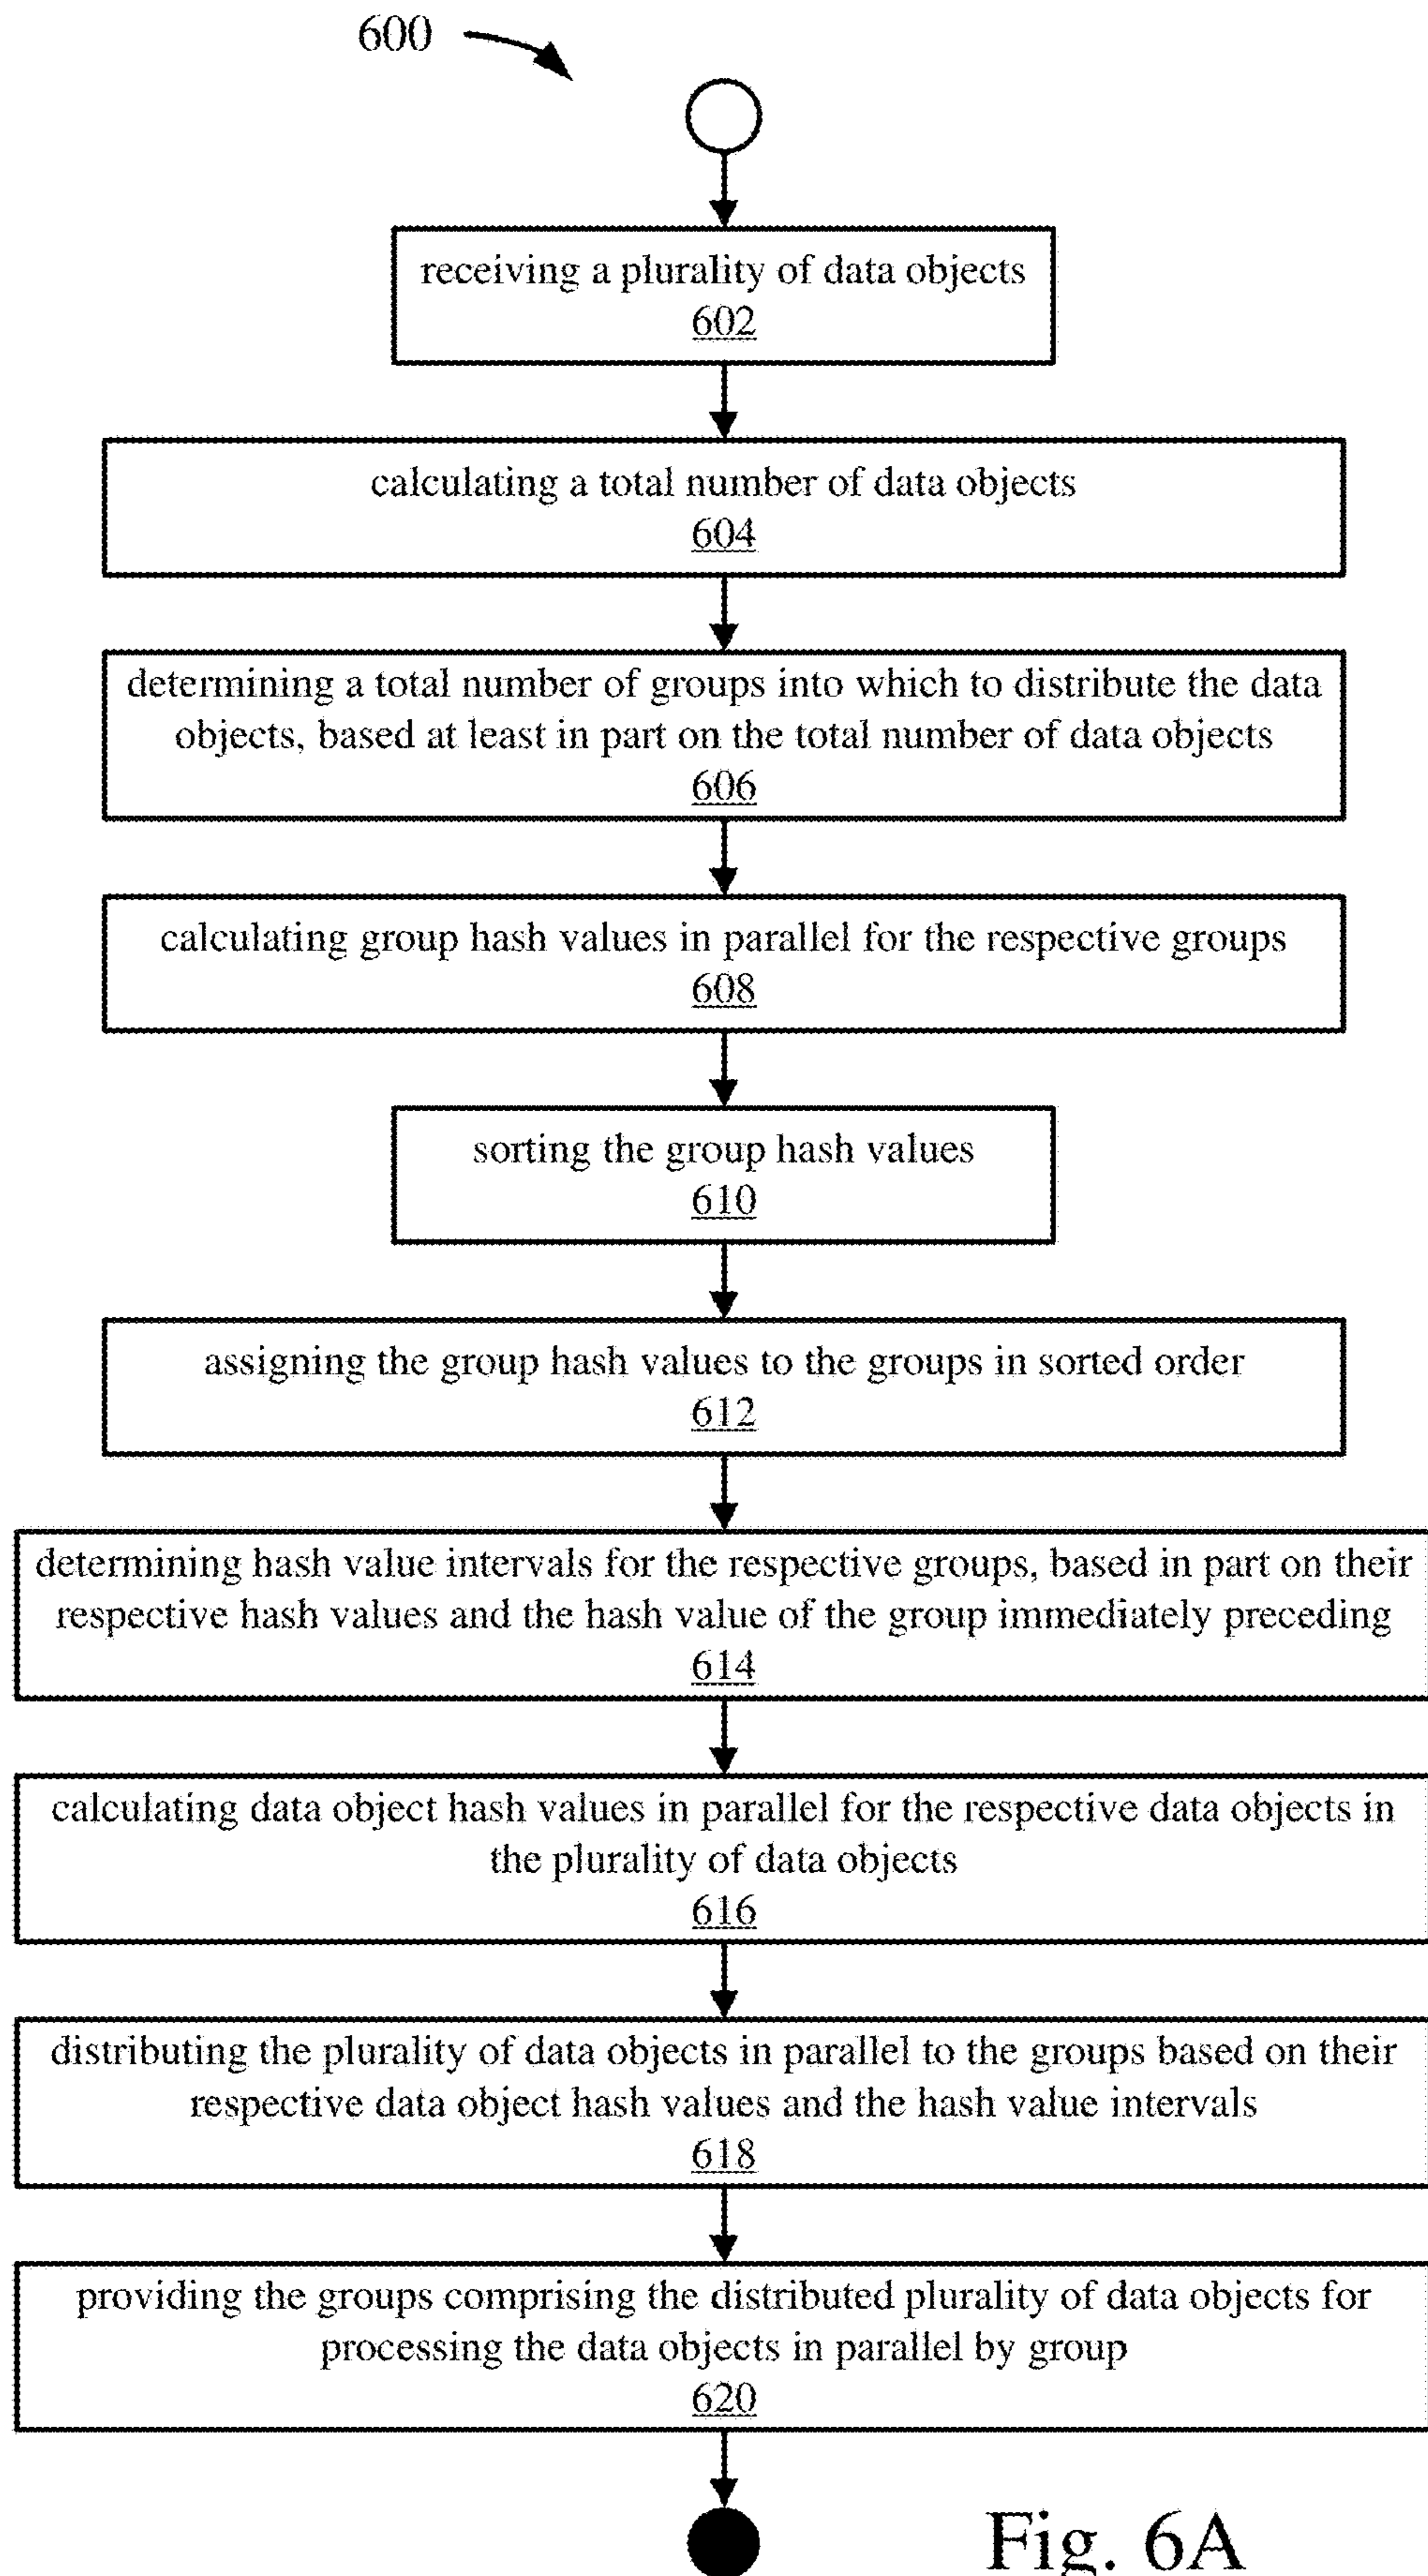 600
receiving a plurality of data objects
602
calculating a total number of data objects
604
determining a total number of groups into which to distribute the data
objects, based at least in part on the total number of data objects
606
calculating group hash values in parallel for the respective groups
608
sorting the group hash values
610
assigning the group hash values to the groups in sorted order
612
determining hash value intervals for the respective groups, based in part on their
respective hash values and the hash value of the group immediately preceding
614
calculating data object hash values in parallel for the respective data objects in
the plurality of data objects
616
distributing the plurality of data objects in parallel to the groups based on their
respective data object hash values and the hash value intervals
618
providing the groups comprising the distributed plurality of data objects for
processing the data objects in parallel by group
620
Fig. 6A